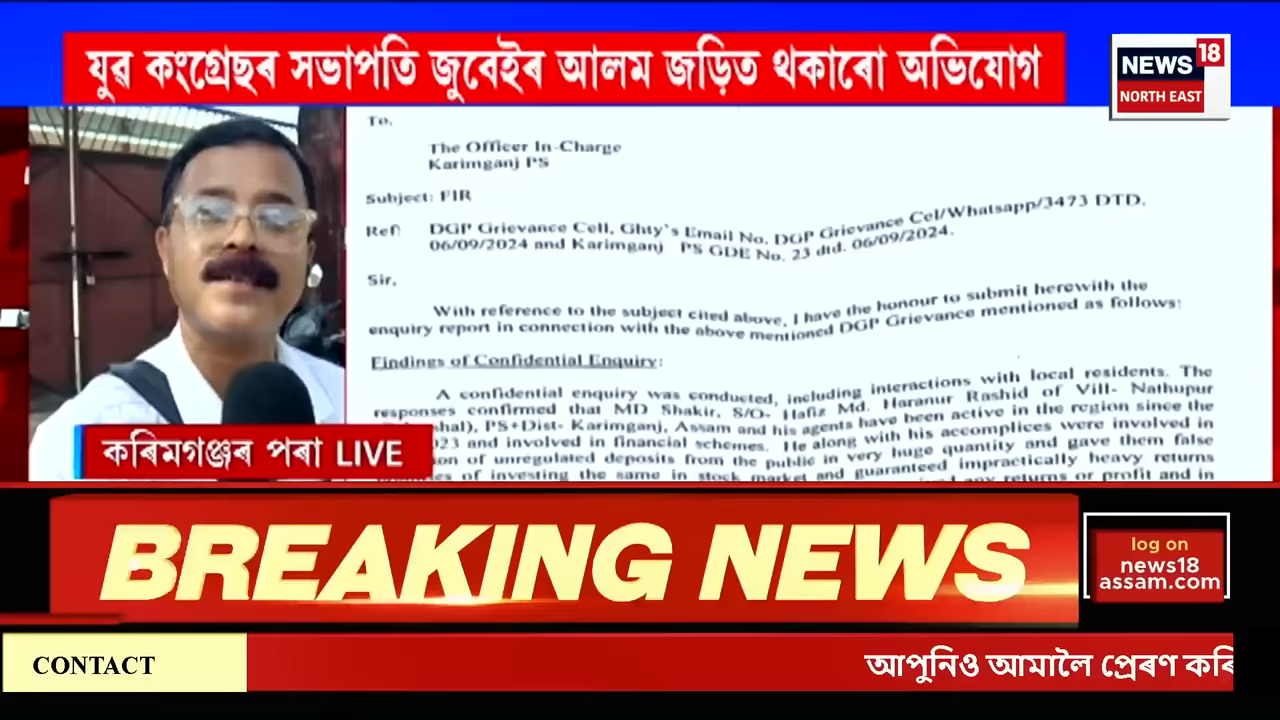 যুৱ কংগ্ৰেছৰ সভাপতি জুবেইৰ আলম জড়িত থকাৰো অভিযোগ
NEWS 18
NORTH EAST
To,
The Officer In-Charge
Karimganj PS
Subject: FIR
Ref: DGP Grievance Cell, Ghty's Email No. DGP Grievance Cel/Whatsapp/3473 DTD.
06/09/2024 and Karimganj PS GDE No. 23 dtd. 06/09/2024.
Sir,
With reference to the subject cited above, I have the honour to submit herewith the
enquiry report in connection with the above mentioned DGP Grievance mentioned as follows:
Findings of Confidential Enquiry:
A confidential enquiry was conducted, including interactions with local residents. The
responses confirmed that MD Shakir, S/O- Hafiz Md. Haranur Rashid of Vill- Nathupur
PS+Dist- Karimganj, Assam and his agents have been active in the region since the
and involved in financial schemes. He along with his accomplices were involved in
of unregulated deposits from the public in very huge quantity and gave them false
of investing the same in stock market and guaranteed impractically heavy returns
any returns or profit and in
কৰিমগঞ্জৰ পৰা LIVE
BREAKING NEWS
log on
news18
assam.com
CONTACT
আপুনিও আমালৈ প্ৰেৰণ কৰি